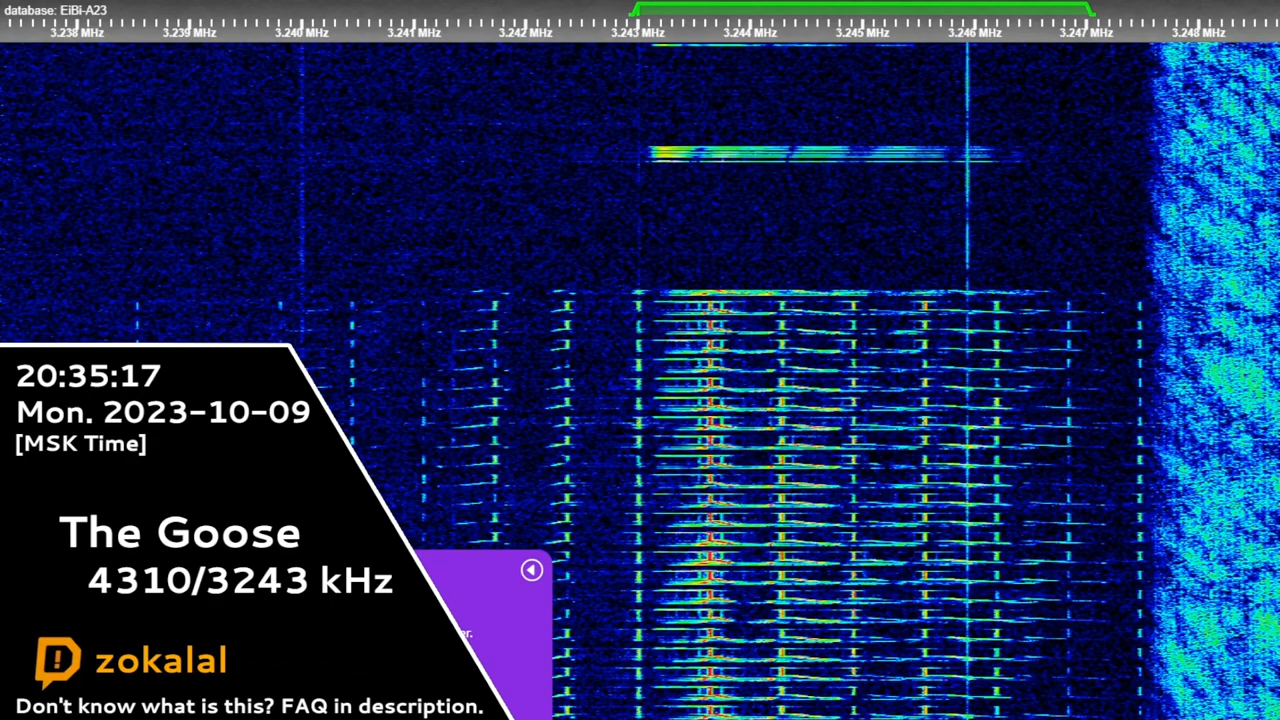 database: EiBi-A23
3.238 MHz 3.239 MHz 3.240 MHz 3.241 MHz 3.242 MHz 3.243 MHz 3.244 MHz 3.245 MHz 3.246 MHz 3.247 MHz 3.248 MHz
20:35:17
Mon. 2023-10-09
[MSK Time]
The Goose
4310/3243 kHz
er.
zokalal
Don't know what is this? FAQ in description.